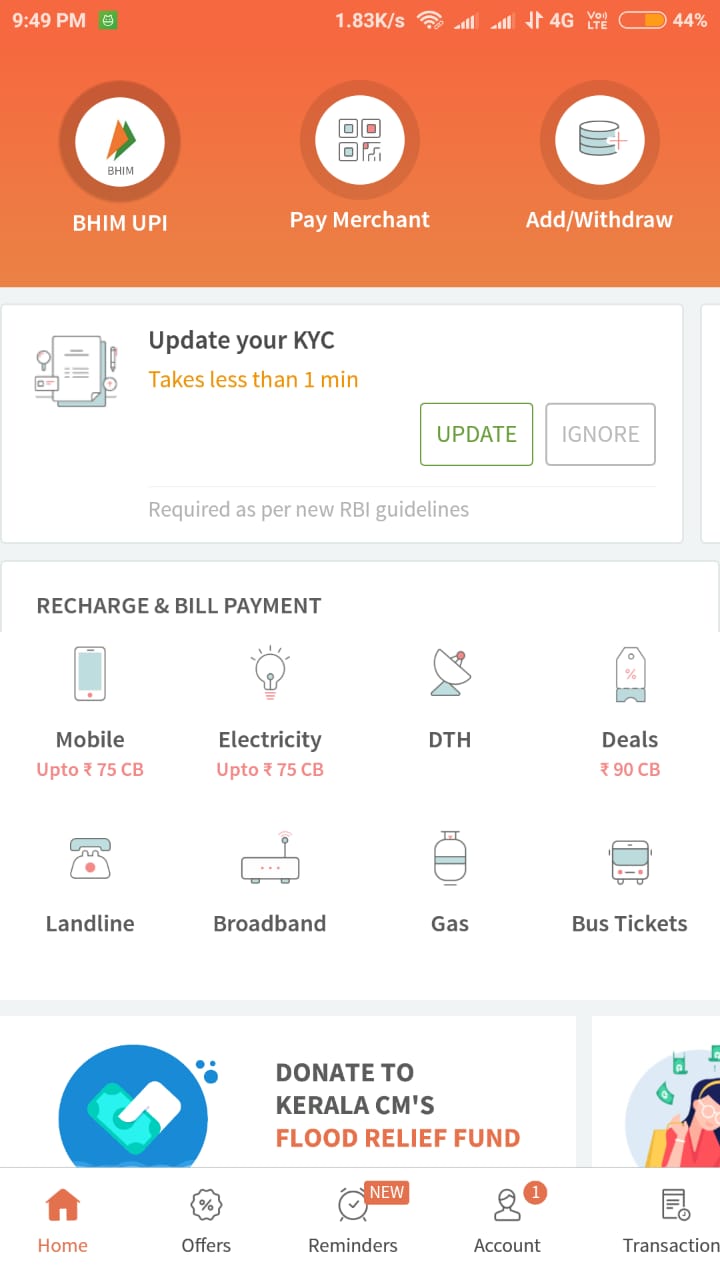 9:49 PM 1.83K/s 4G Vo) LTE 44%
BHIM
BHIM UPI Pay Merchant Add/Withdraw
Update your KYC
Takes less than 1 min
UPDATE IGNORE
Required as per new RBI guidelines
RECHARGE & BILL PAYMENT
%
Mobile Electricity DTH Deals
Upto ₹ 75 CB Upto ₹ 75 CB ₹ 90 CB
Landline Broadband Gas Bus Tickets
DONATE TO
KERALA CM'S
FLOOD RELIEF FUND
% NEW 1
Home Offers Reminders Account Transaction